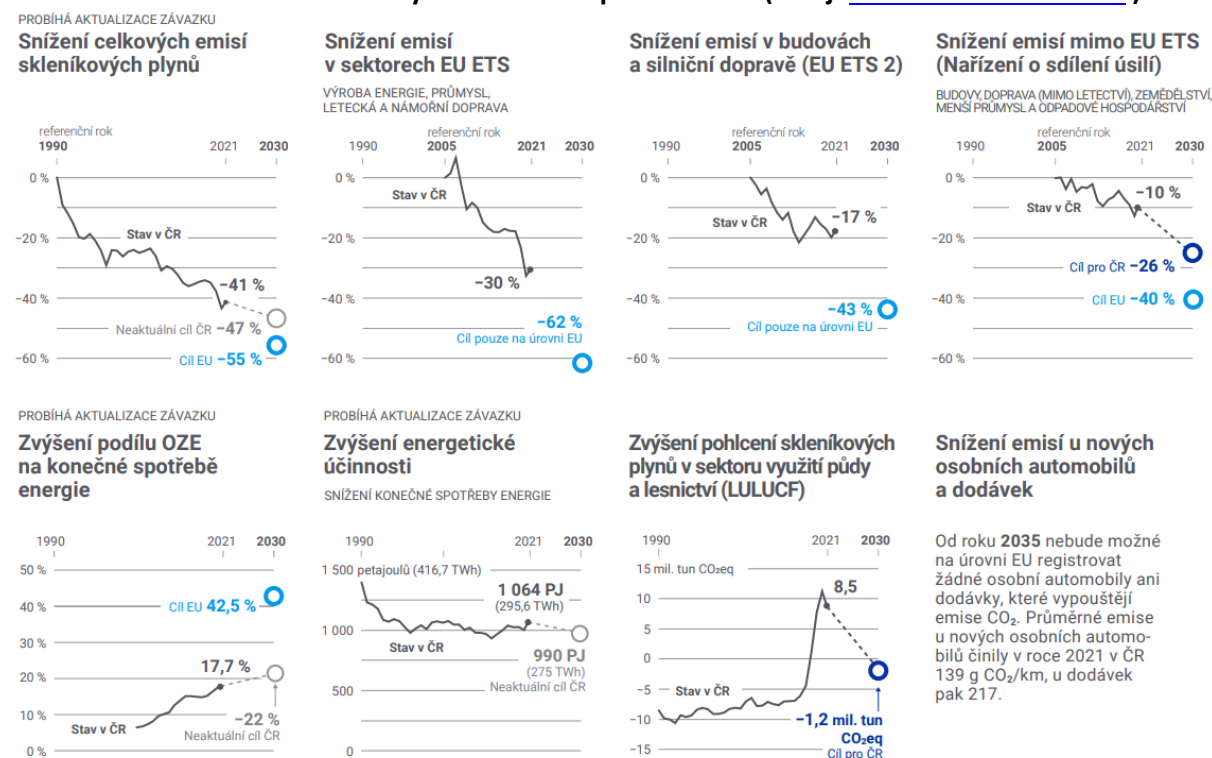 PROBÍHÁ AKTUALIZACE ZÁVAZKU
Snížení celkových emisí
skleníkových plynů
referenční rok
1990
2021
2030
0 %
−20 %
−40 %
−60 %
Stav v ČR
−41 %
Neaktuální cíl ČR −47 %
Cíl EU −55 %
Snížení emisí
v sektorech EU ETS
VÝROBA ENERGIE, PRŮMYSL,
LETECKÁ A NÁMOŘNÍ DOPRAVA
referenční rok
1990
2005
2021
2030
0 %
−20 %
−40 %
−60 %
Stav v ČR
−30 %
−62 %
Cíl pouze na úrovni EU
Snížení emisí v budovách
a silniční dopravě (EU ETS 2)
referenční rok
1990
2005
2021
2030
0 %
−20 %
−40 %
−60 %
Stav v ČR
−17 %
−43 %
Cíl pouze na úrovni EU
Snížení emisí mimo EU ETS
(Nařízení o sdílení úsilí)
BUDOVY, DOPRAVA (MIMO LETECTVÍ), ZEMĚDĚLSTVÍ,
MENŠÍ PRŮMYSL A ODPADOVÉ HOSPODÁŘSTVÍ
referenční rok
1990
2005
2021
2030
0 %
−20 %
−40 %
−60 %
Stav v ČR
−10 %
Cíl pro ČR −26 %
Cíl EU −40 %
PROBÍHÁ AKTUALIZACE ZÁVAZKU
Zvýšení podílu OZE
na konečné spotřebě
energie
1990
2021
2030
50 %
40 %
30 %
20 %
10 %
0 %
Cíl EU 42,5 %
17,7 %
Stav v ČR
−22 %
Neaktuální cíl ČR
PROBÍHÁ AKTUALIZACE ZÁVAZKU
Zvýšení energetické
účinnosti
SNÍŽENÍ KONEČNÉ SPOTŘEBY ENERGIE
1990
2021
2030
1 500 petajoulů (416,7 TWh)
1 000
500
0
1 064 PJ
(295,6 TWh)
Stav v ČR
990 PJ
(275 TWh)
Neaktuální cíl ČR
Zvýšení pohlcení skleníkových
plynů v sektoru využití půdy
a lesnictví (LULUCF)
1990
2021
2030
15 mil. tun CO₂eq
10
5
0
−5
−10
−15
8,5
Stav v ČR
−1,2 mil. tun
CO₂eq
Cíl pro ČR
Snížení emisí u nových
osobních automobilů
a dodávek
Od roku 2035 nebude možné
na úrovni EU registrovat
žádné osobní automobily ani
dodávky, které vypouštějí
emise CO₂. Průměrné emise
u nových osobních automo-
bilů činily v roce 2021 v ČR
139 g CO₂/km, u dodávek
pak 217.